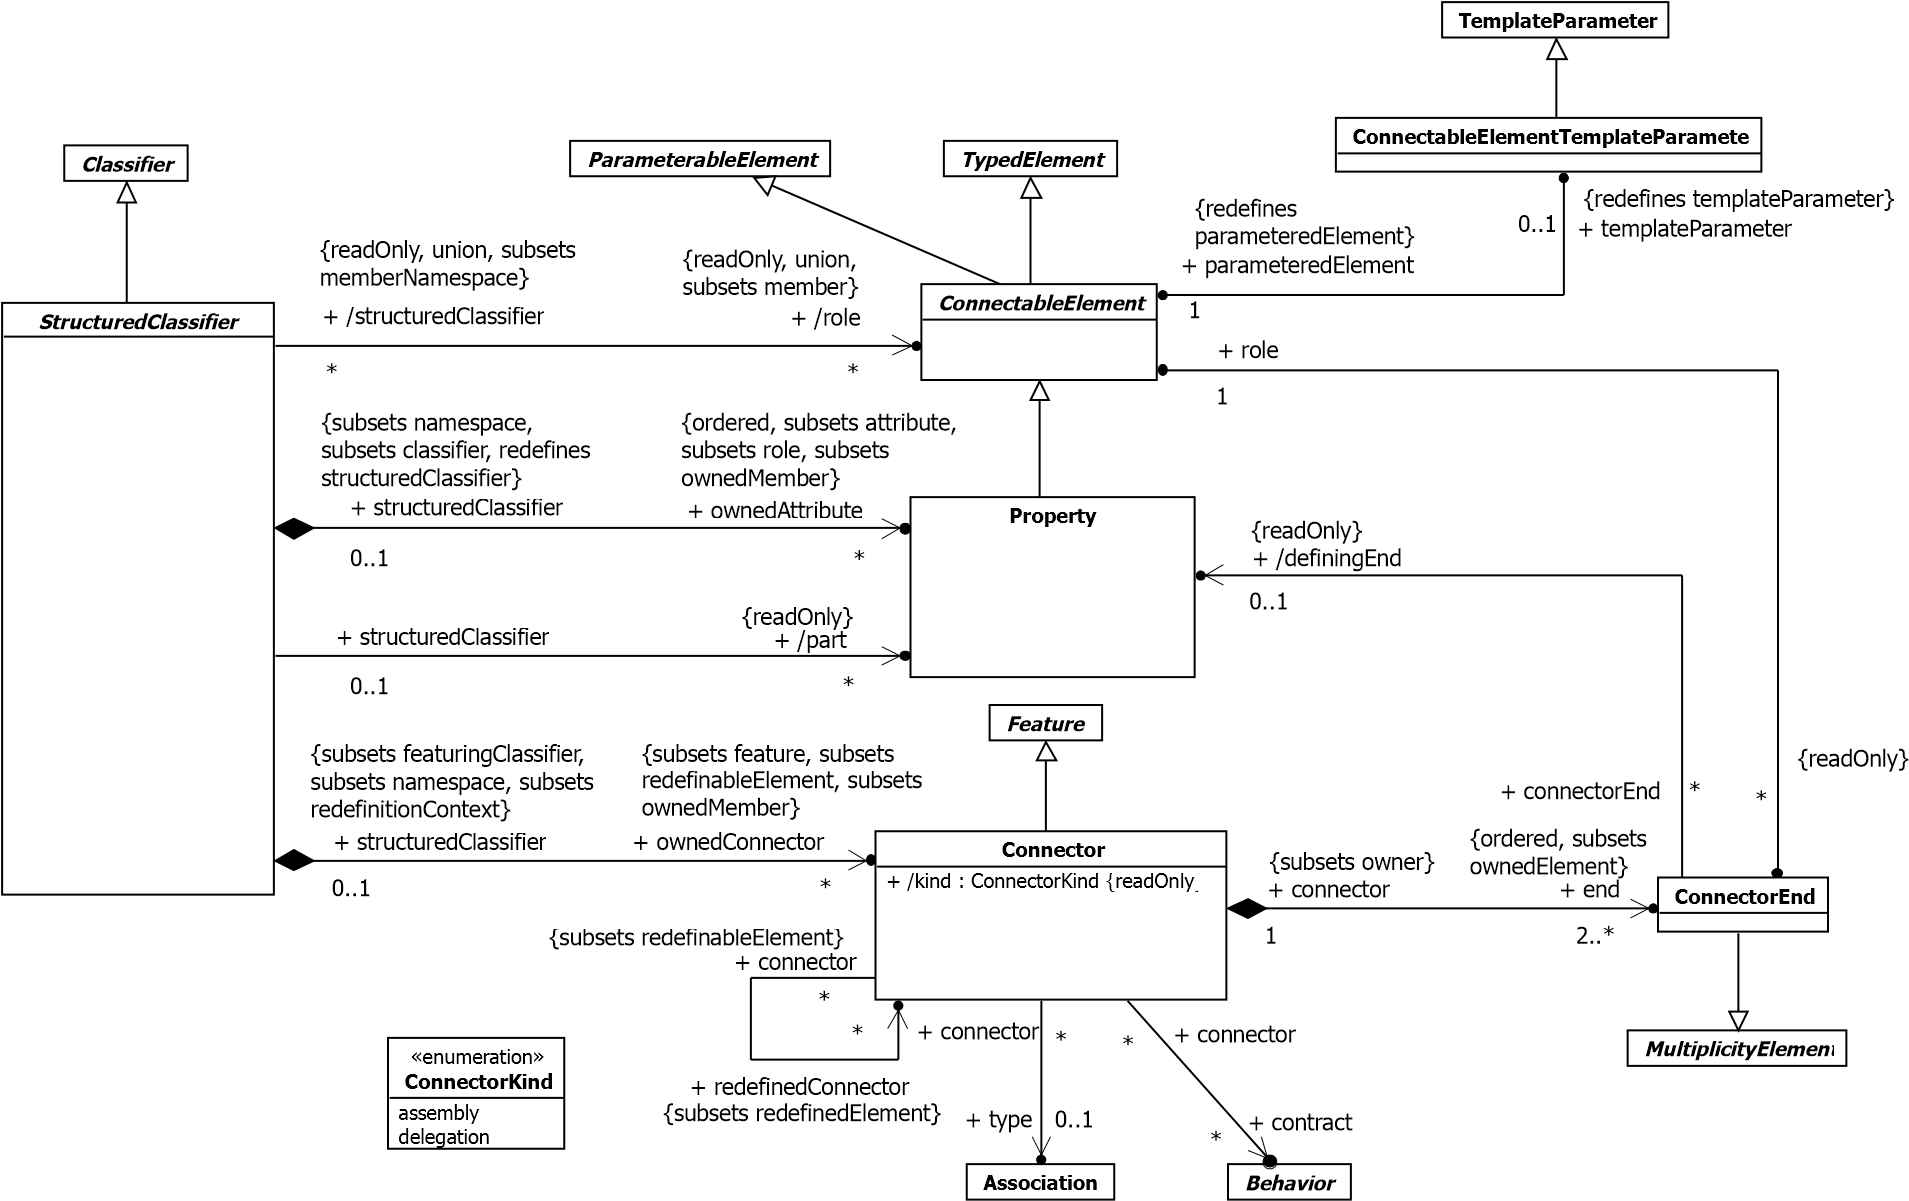 TemplateParameter
ConnectableElementTemplateParamete
Classifier
ParameterableElement
TypedElement
{redefines
parameteredElement}
+ parameteredElement
1
0..1
{redefines templateParameter}
+ templateParameter
{readOnly, union, subsets
memberNamespace}
+ /structuredClassifier
*
{readOnly, union,
subsets member}
+ /role
*
StructuredClassifier
ConnectableElement
+ role
1
{subsets namespace,
subsets classifier, redefines
structuredClassifier}
+ structuredClassifier
0..1
{ordered, subsets attribute,
subsets role, subsets
ownedMember}
+ ownedAttribute
*
Property
{readOnly}
+ /definingEnd
0..1
+ structuredClassifier
0..1
{readOnly}
+ /part
*
Feature
{subsets featuringClassifier,
subsets namespace, subsets
redefinitionContext}
+ structuredClassifier
0..1
{subsets feature, subsets
redefinableElement, subsets
ownedMember}
+ ownedConnector
*
{readOnly}
+ connectorEnd
*
*
Connector
+ /kind : ConnectorKind {readOnly
{subsets owner}
+ connector
1
{ordered, subsets
ownedElement}
+ end
2..*
ConnectorEnd
{subsets redefinableElement}
+ connector
*
*
+ redefinedConnector
{subsets redefinedElement}
+ connector
*
*
+ connector
MultiplicityElement
«enumeration»
ConnectorKind
assembly
delegation
+ type
0..1
*
+ contract
Association
Behavior